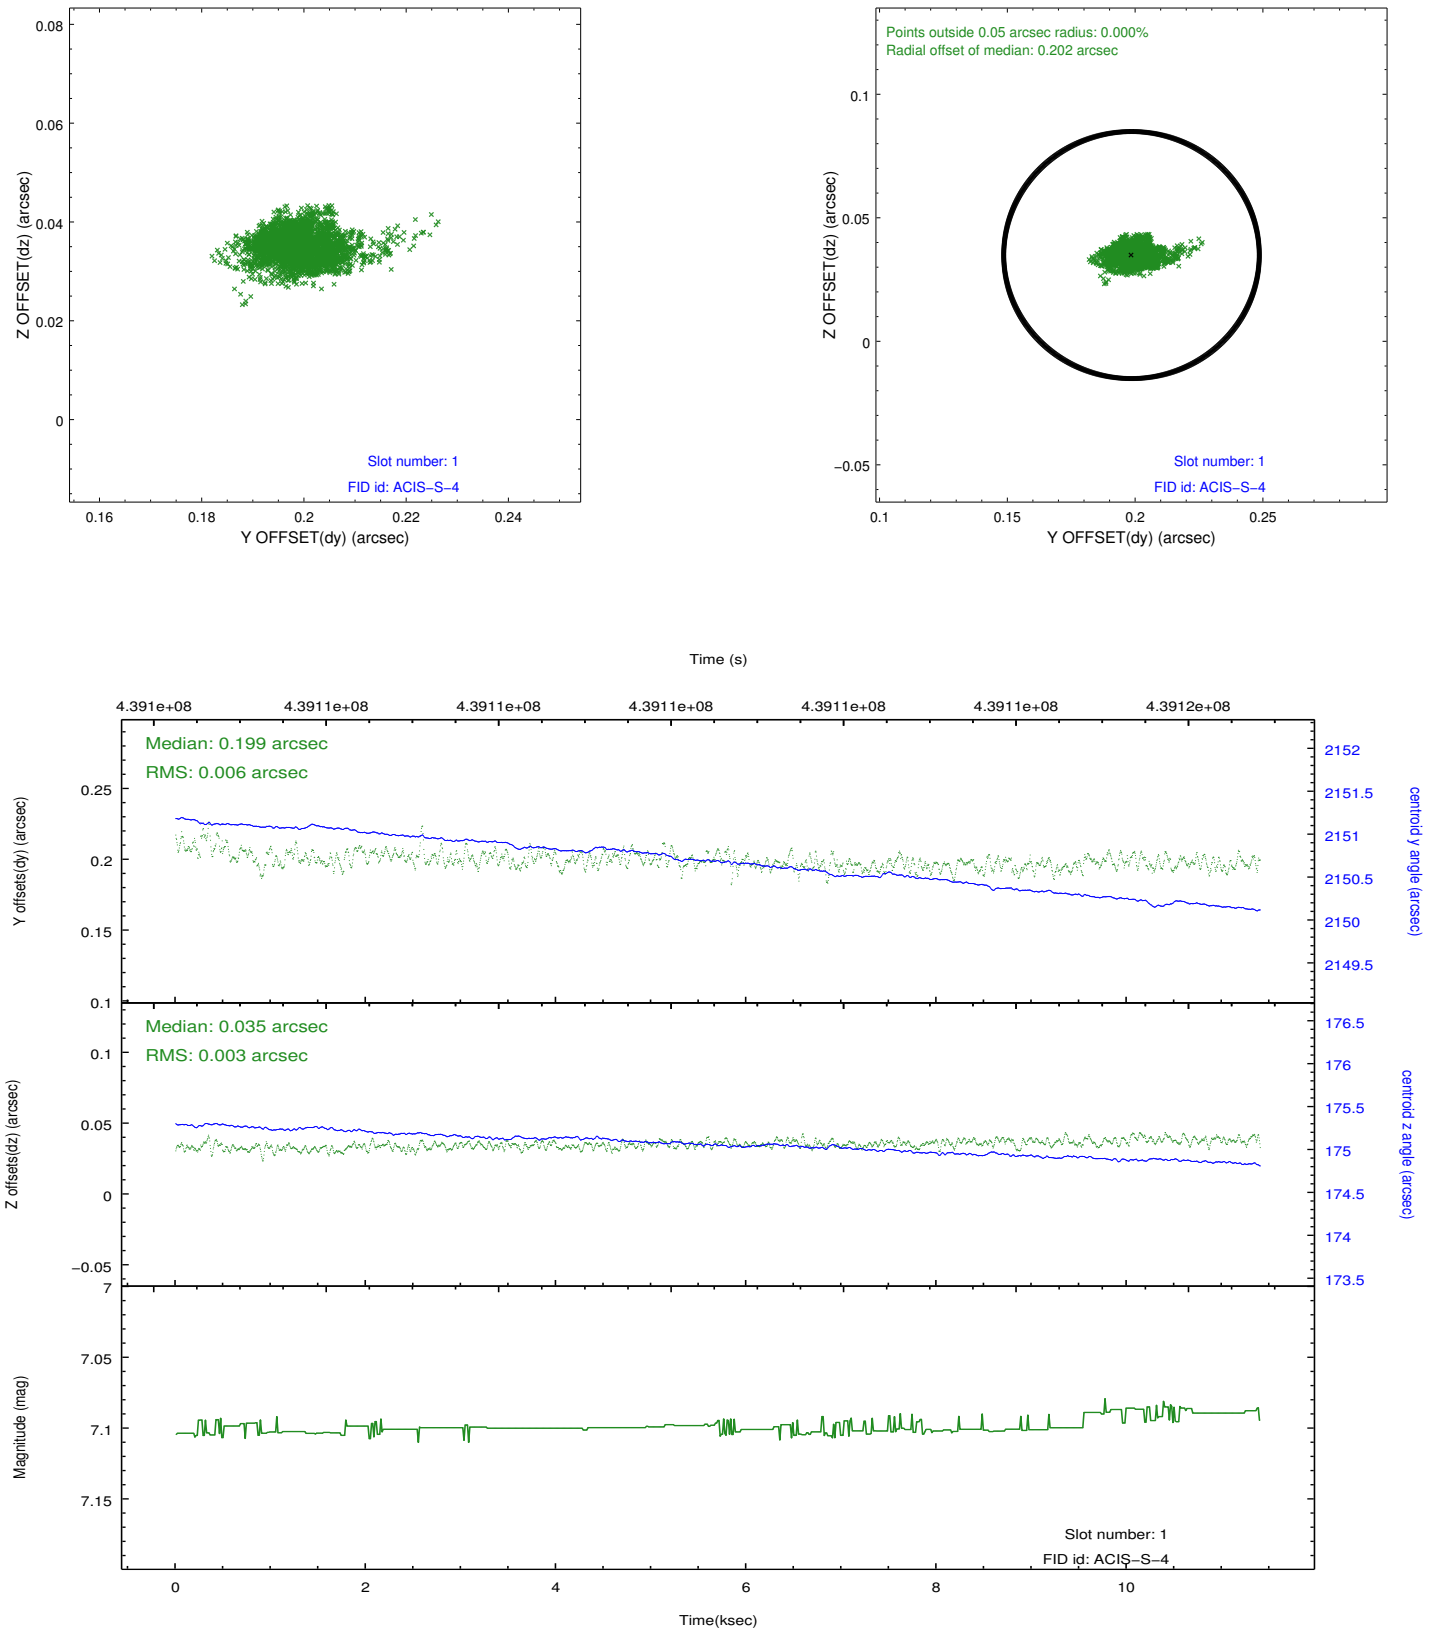 0.08
0.06
0.04
0.02
0
Z OFFSET(dz) (arcsec)
Slot number: 1
FID id: ACIS−S−4
0.16 0.18 0.2 0.22 0.24
Y OFFSET(dy) (arcsec)
Points outside 0.05 arcsec radius: 0.000%
Radial offset of median: 0.202 arcsec
0.1
0.05
0
−0.05
Z OFFSET(dz) (arcsec)
Slot number: 1
FID id: ACIS−S−4
0.1 0.15 0.2 0.25
Y OFFSET(dy) (arcsec)
Time (s)
4.391e+08 4.3911e+08 4.3911e+08 4.3911e+08 4.3911e+08 4.3911e+08 4.3912e+08
Median: 0.199 arcsec
RMS: 0.006 arcsec
0.25
0.2
0.15
0.1
Y offsets(dy) (arcsec)
2152
2151.5
2151
2150.5
2150
2149.5
centroid y angle (arcsec)
Median: 0.035 arcsec
RMS: 0.003 arcsec
0.1
0.05
0
−0.05
Z offsets(dz) (arcsec)
176.5
176
175.5
175
174.5
174
173.5
centroid z angle (arcsec)
7
7.05
7.1
7.15
Magnitude (mag)
Slot number: 1
FID id: ACIS−S−4
0 2 4 6 8 10
Time(ksec)